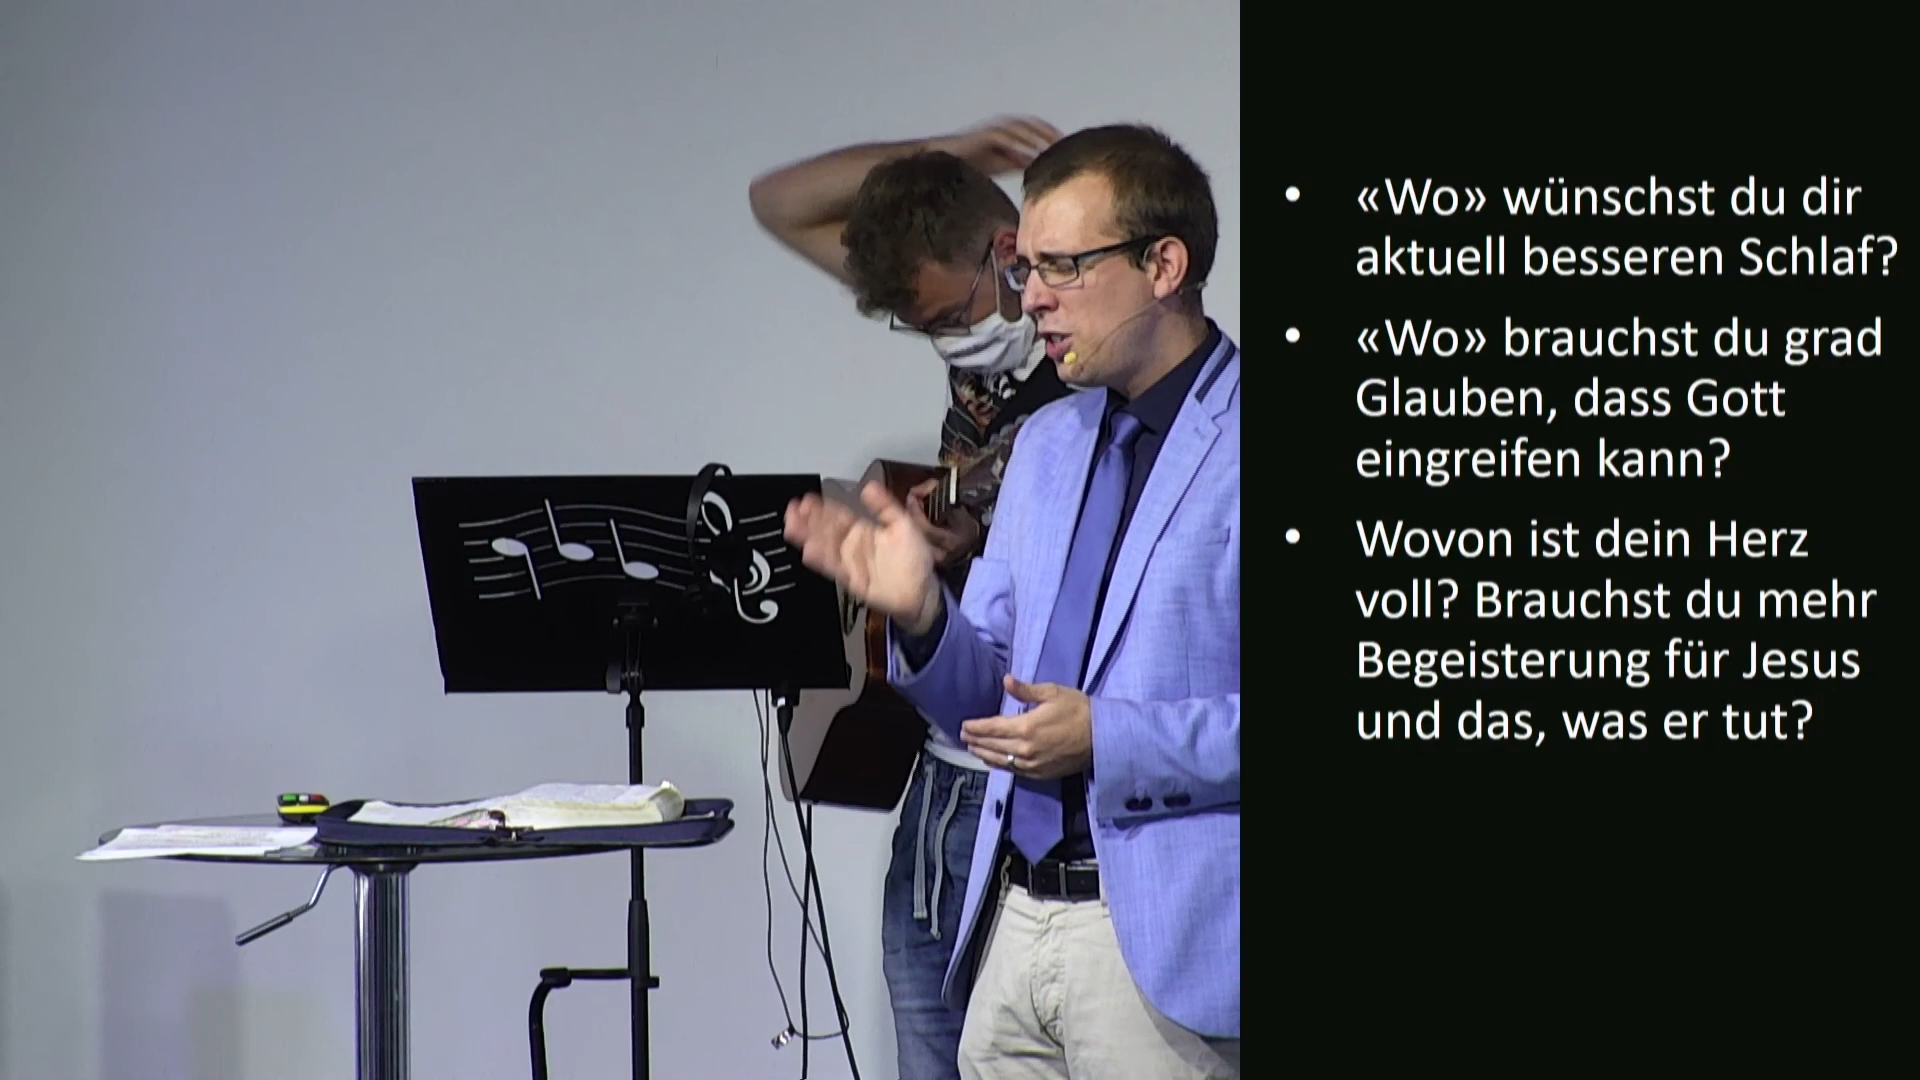 • «Wo» wünschst du dir
aktuell besseren Schlaf?
• «Wo» brauchst du grad
Glauben, dass Gott
eingreifen kann?
• Wovon ist dein Herz
voll? Brauchst du mehr
Begeisterung für Jesus
und das, was er tut?